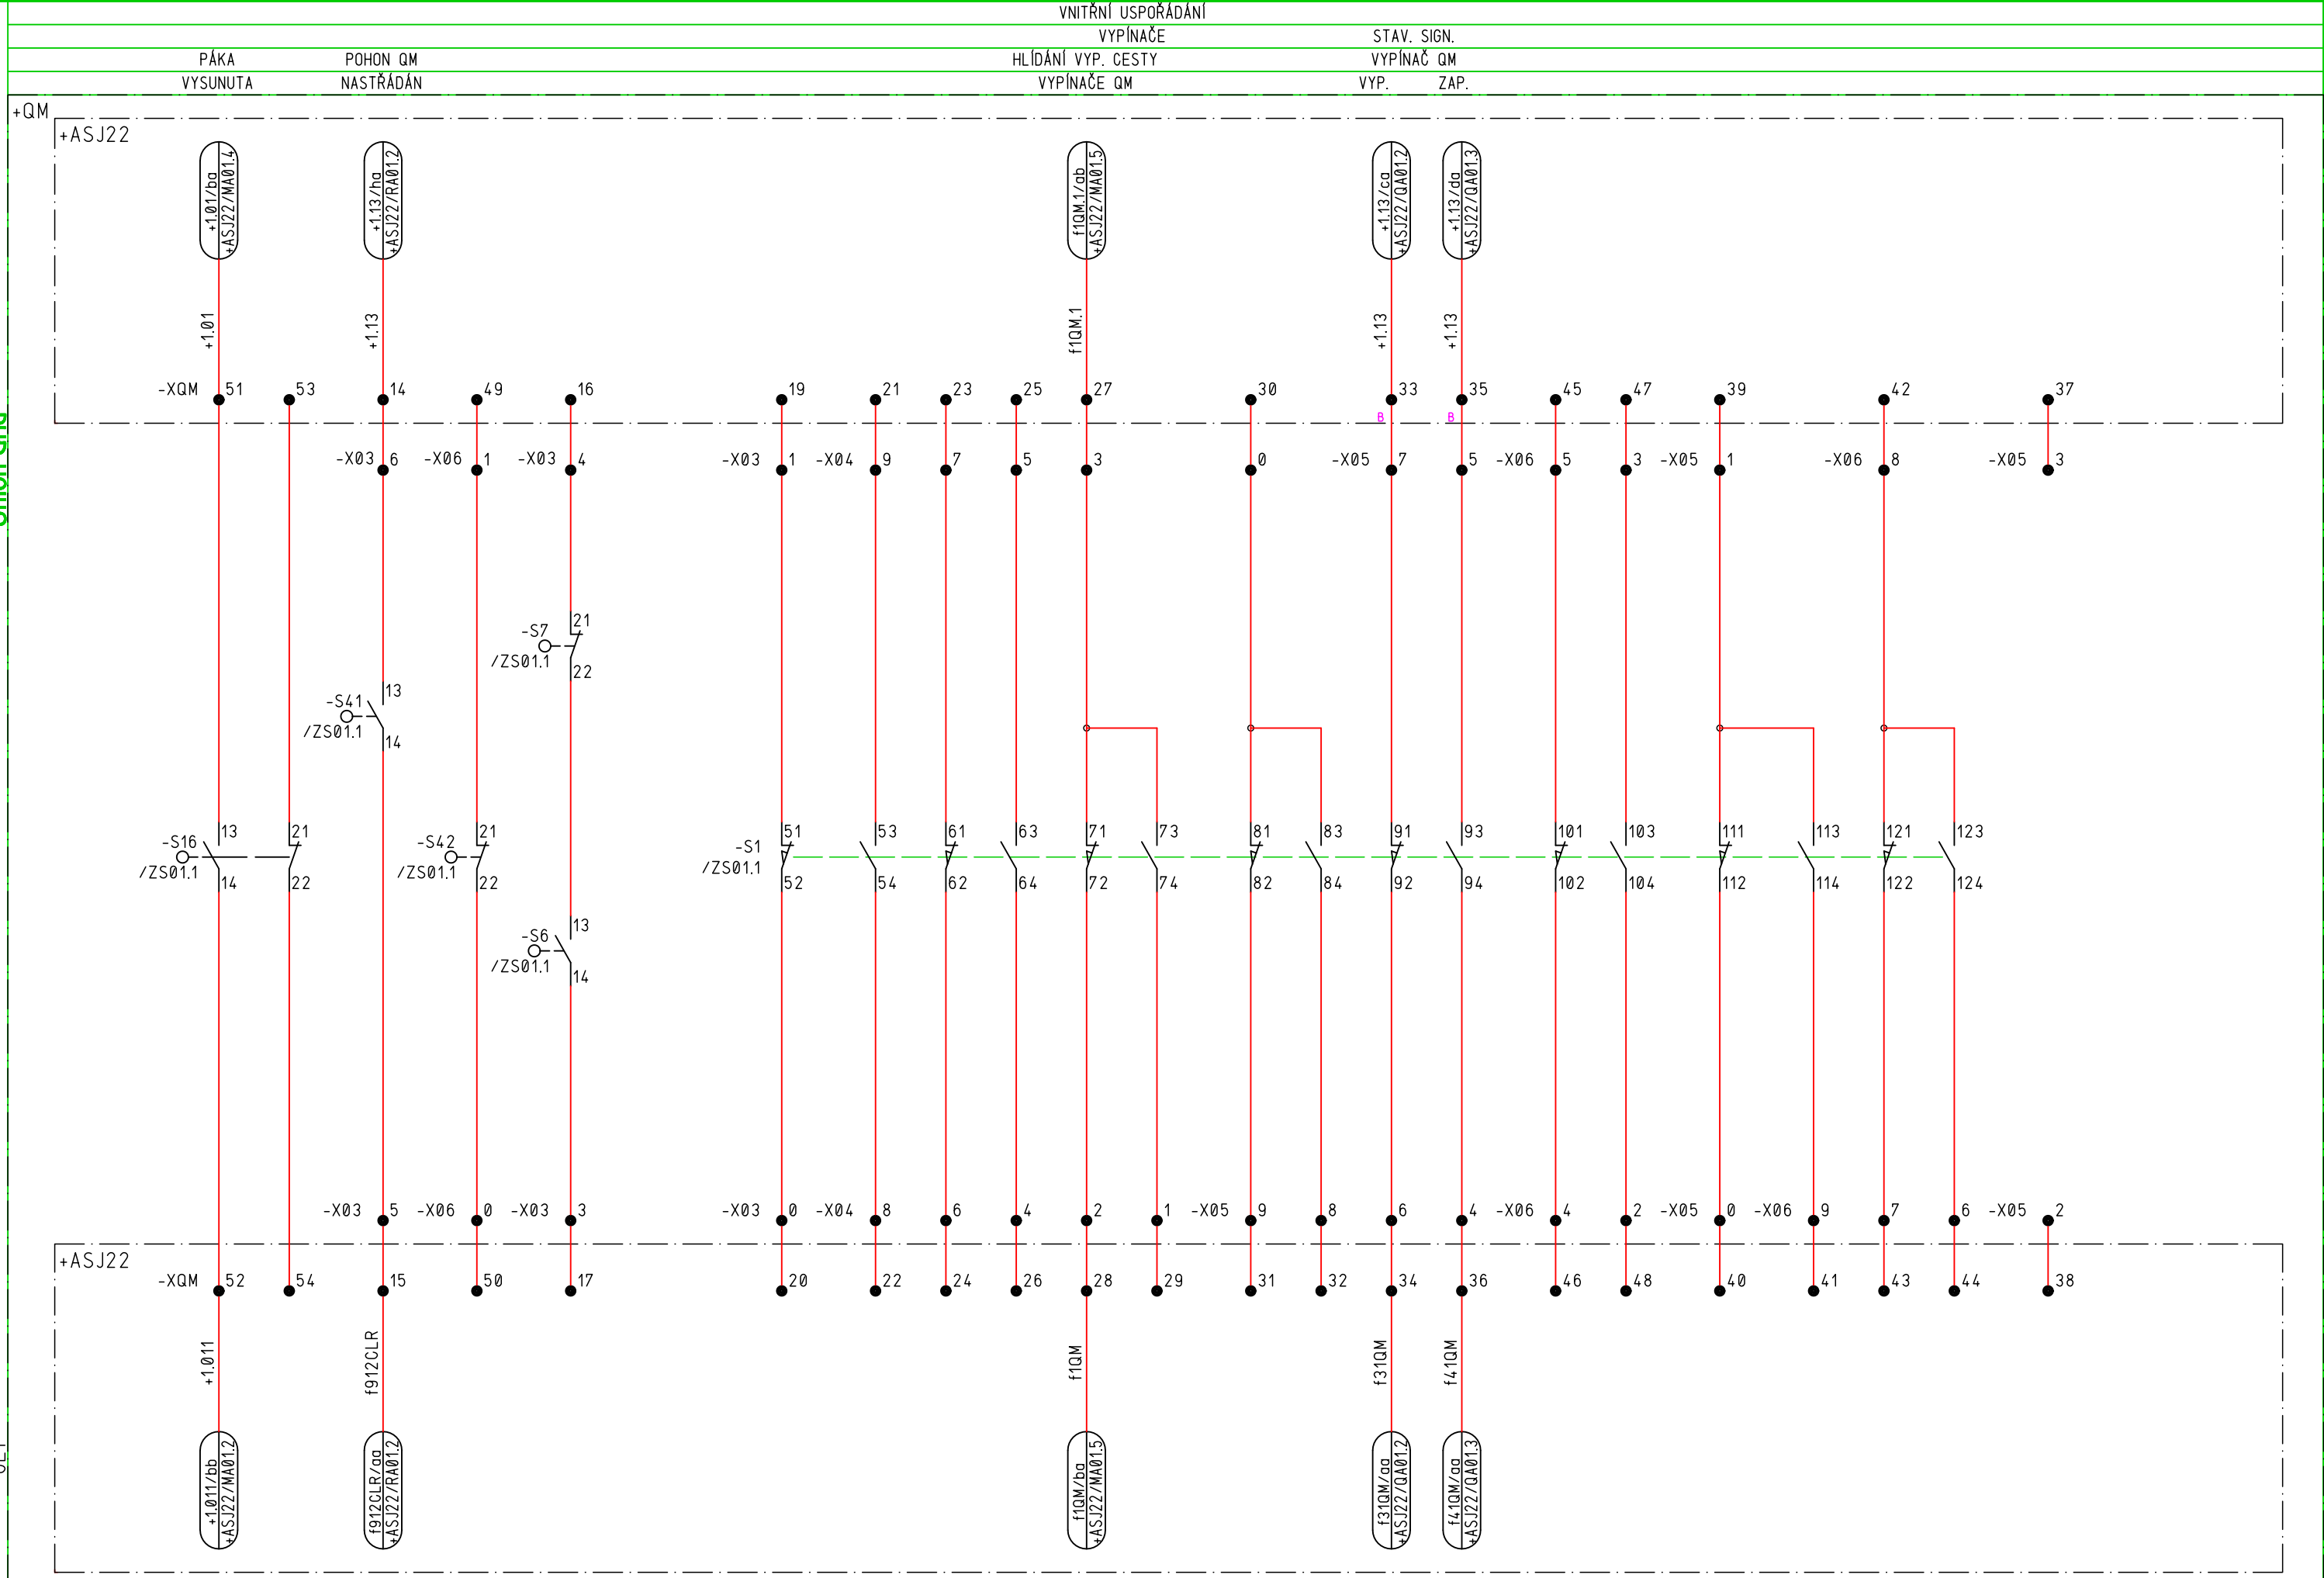 VNITŘNÍ USPOŘÁDÁNÍ
VYPÍNAČE STAV. SIGN.
PÁKA POHON QM HLÍDÁNÍ VYP. CESTY VYPÍNAČ QM
VYSUNUTA NASTŘÁDÁN VYPÍNAČE QM VYP. ZAP.
+QM
+ASJ22
+1.01/ba
+ASJ22/MA01.4
+1.13/ha
+ASJ22/RA01.2
f1QM.1/ab
+ASJ22/MA01.5
+1.13/ca
+ASJ22/QA01.2
+1.13/da
+ASJ22/QA01.3
+1.01 +1.13 f1QM.1 +1.13 +1.13
-XQM 51 53 14 49 16 19 21 23 25 27 30 33 35 45 47 39 42 37
B B
-X03 6 -X06 1 -X03 4 -X03 1 -X04 9 7 5 3 0 -X05 7 5 -X06 5 3 -X05 1 -X06 8 -X05 3
-S7 21
/ZS01.1 22
-S41 13
/ZS01.1 14
-S16 13 21 -S42 21 -S1 51 53 61 63 71 73 81 83 91 93 101 103 111 113 121 123
/ZS01.1 14 22 /ZS01.1 22 /ZS01.1 52 54 62 64 72 74 82 84 92 94 102 104 112 114 122 124
-S6 13
/ZS01.1 14
-X03 5 -X06 0 -X03 3 -X03 0 -X04 8 6 4 2 1 -X05 9 8 6 4 -X06 4 2 -X05 0 -X06 9 7 6 -X05 2
+ASJ22
-XQM 52 54 15 50 17 20 22 24 26 28 29 31 32 34 36 46 48 40 41 43 44 38
+1.011 f912CLR f1QM f31QM f41QM
+1.011/bb
+ASJ22/MA01.2
f912CLR/aa
+ASJ22/RA01.2
f1QM/ba
+ASJ22/MA01.5
f31QM/aa
+ASJ22/QA01.2
f41QM/aa
+ASJ22/QA01.3